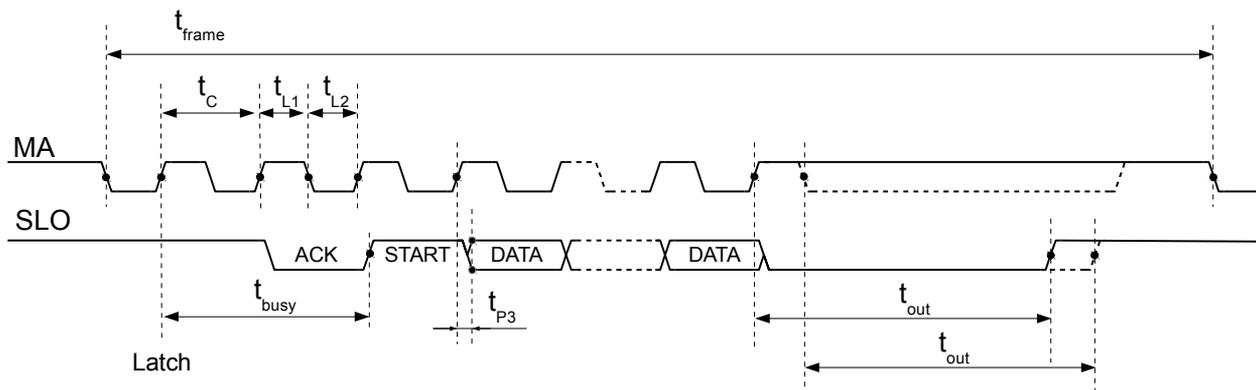 t_frame
t_C t_L1 t_L2
MA
SLO
ACK START DATA DATA
t_busy
t_P3
t_out
t_out
Latch